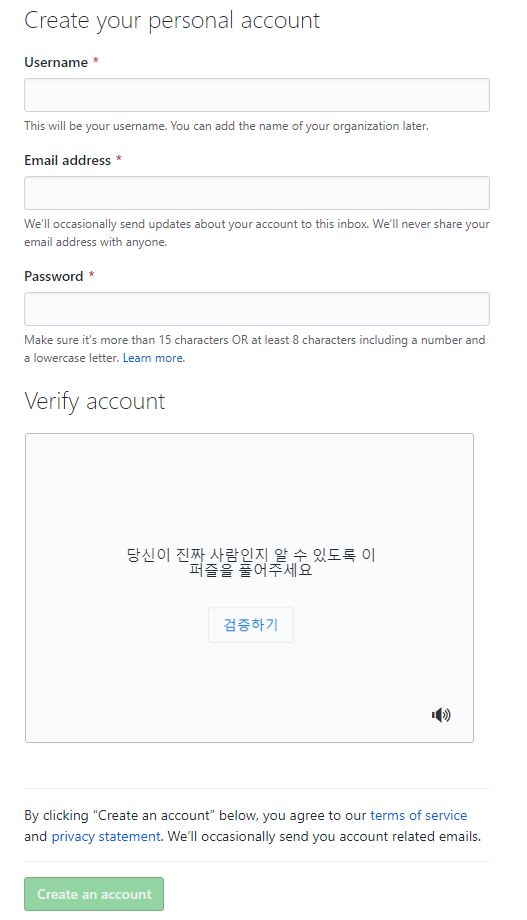 Create your personal account
Username *
This will be your username. You can add the name of your organization later.
Email address *
We’ll occasionally send updates about your account to this inbox. We’ll never share your
email address with anyone.
Password *
Make sure it's more than 15 characters OR at least 8 characters including a number and
a lowercase letter. Learn more.
Verify account
당신이 진짜 사람인지 알 수 있도록 이
퍼즐을 풀어주세요
검증하기
By clicking “Create an account” below, you agree to our terms of service
and privacy statement. We’ll occasionally send you account related emails.
Create an account